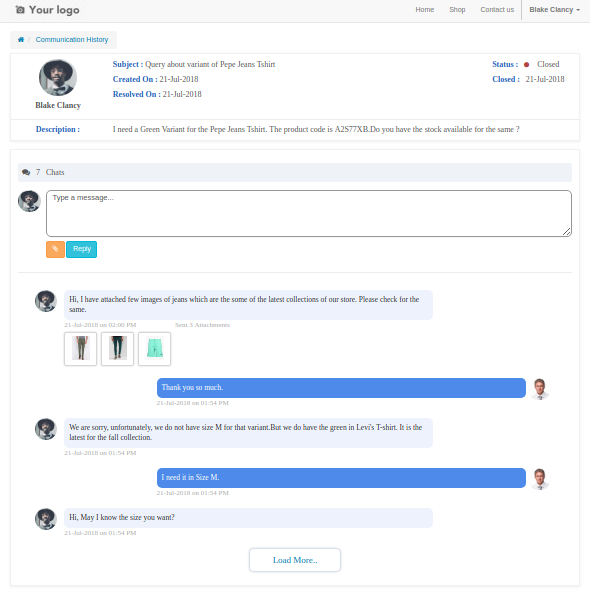 Your logo
Home Shop Contact us Blake Clancy
/ Communication History
Subject : Query about variant of Pepe Jeans Tshirt
Status : Closed
Created On : 21-Jul-2018
Closed : 21-Jul-2018
Resolved On : 21-Jul-2018
Blake Clancy
Description : I need a Green Variant for the Pepe Jeans Tshirt. The product code is A2S77XB.Do you have the stock available for the same ?
7 Chats
Type a message...
Reply
Hi, I have attached few images of jeans which are the some of the latest collections of our store. Please check for the
same.
21-Jul-2018 on 02:00 PM Sent 3 Attachments
Thank you so much.
21-Jul-2018 on 01:54 PM
We are sorry, unfortunately, we do not have size M for that variant.But we do have the green in Levi's T-shirt. It is the
latest for the fall collection.
21-Jul-2018 on 01:54 PM
I need it in Size M.
21-Jul-2018 on 01:54 PM
Hi, May I know the size you want?
21-Jul-2018 on 01:54 PM
Load More..